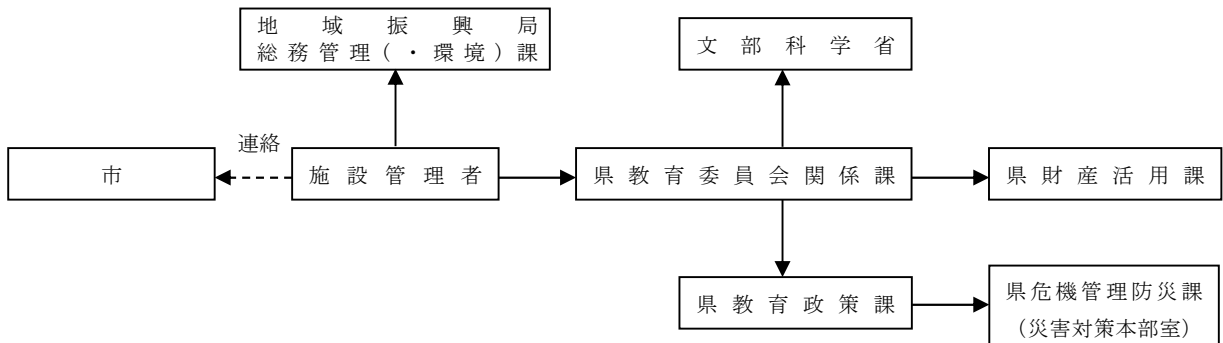 地域振興局
総務管理(・環境)課
文部科学省
連絡
市
施設管理者
県教育委員会関係課
県財産活用課
県教育政策課
県危機管理防災課
(災害対策本部室)